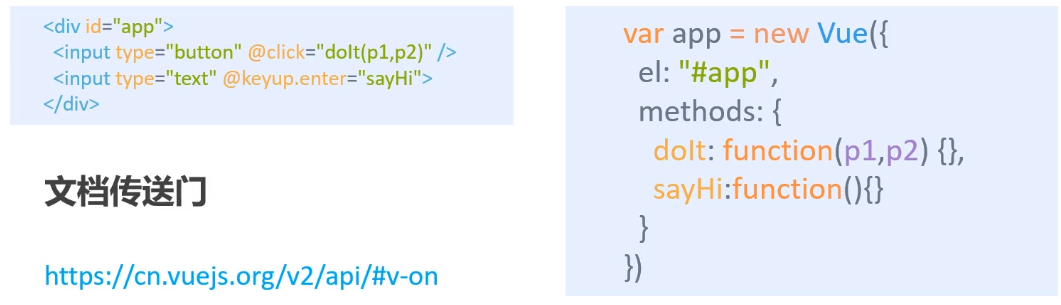 <div id="app">
<input type="button" @click="doIt(p1,p2)" />
<input type="text" @keyup.enter="sayHi">
</div>
文档传送门
https://cn.vuejs.org/v2/api/#v-on
var app = new Vue({
el: "#app",
methods: {
doIt: function(p1,p2) {},
sayHi:function(){}
}
})